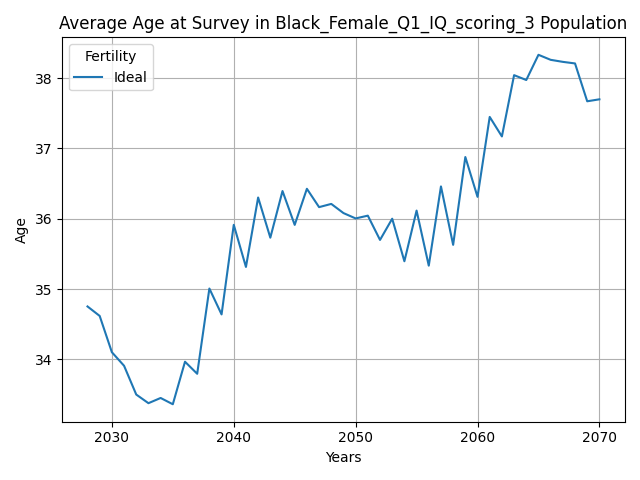 Average Age at Survey in Black_Female_Q1_IQ_scoring_3 Population
Fertility
Ideal
38
37
36
35
34
Age
2030 2040 2050 2060 2070
Years